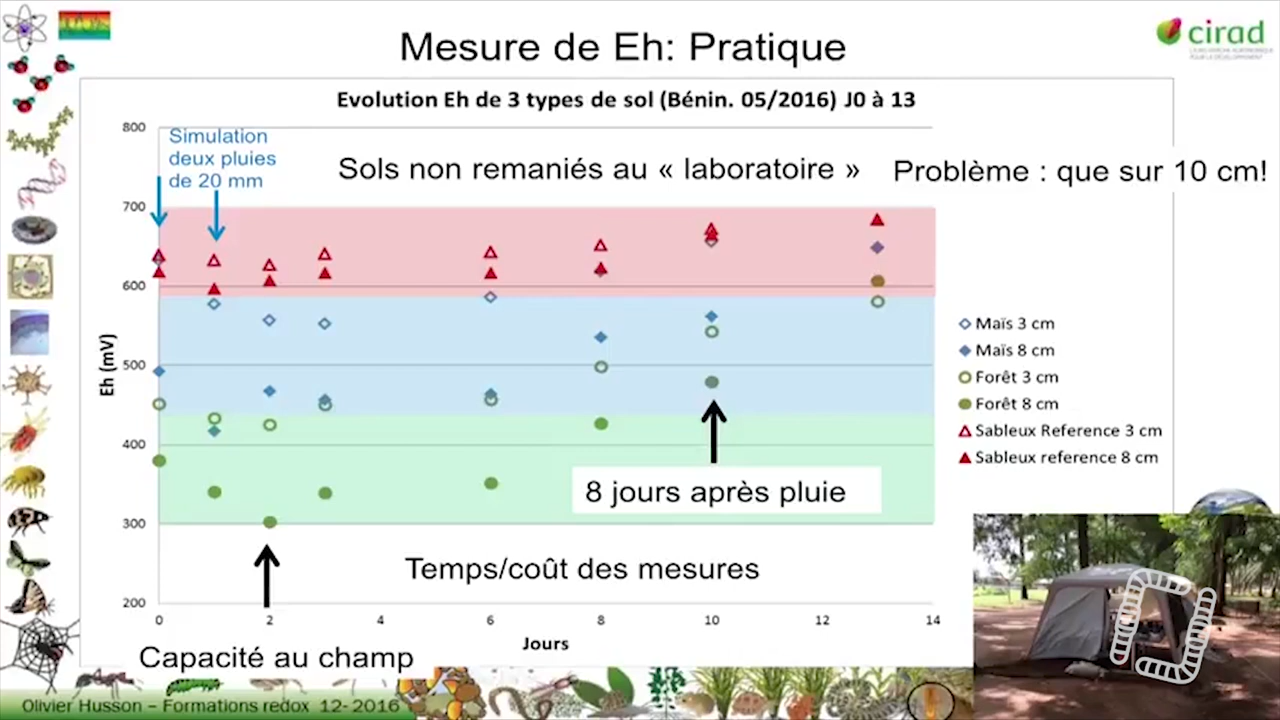 cirad
Mesure de Eh: Pratique
Evolution Eh de 3 types de sol (Bénin. 05/2016) J0 à 13
Simulation
deux pluies
de 20 mm
Sols non remaniés au « laboratoire »
Problème : que sur 10 cm!
800
700
600
500
400
300
200
Eh (mV)
Maïs 3 cm
Maïs 8 cm
Forêt 3 cm
Forêt 8 cm
Sableux Reference 3 cm
Sableux reference 8 cm
8 jours après pluie
Temps/coût des mesures
0 2 4 6 8 10 12 14
Jours
Capacité au champ
Olivier Husson – Formations redox 12- 2016